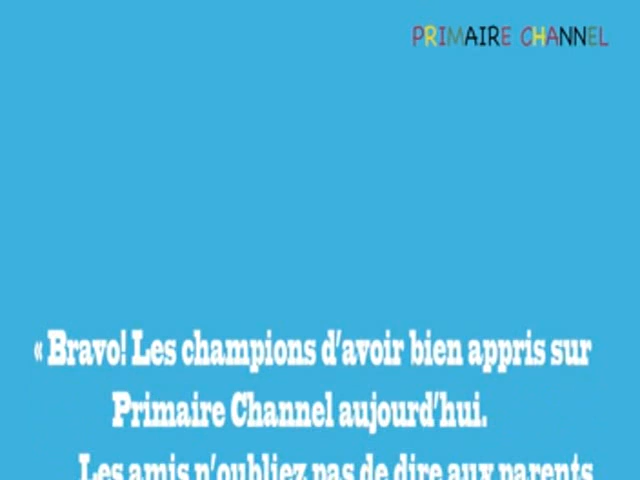 PRIMAIRE CHANNEL
« Bravo! Les champions d'avoir bien appris sur
Primaire Channel aujourd'hui.
Les amis n'oubliez pas de dire aux parents